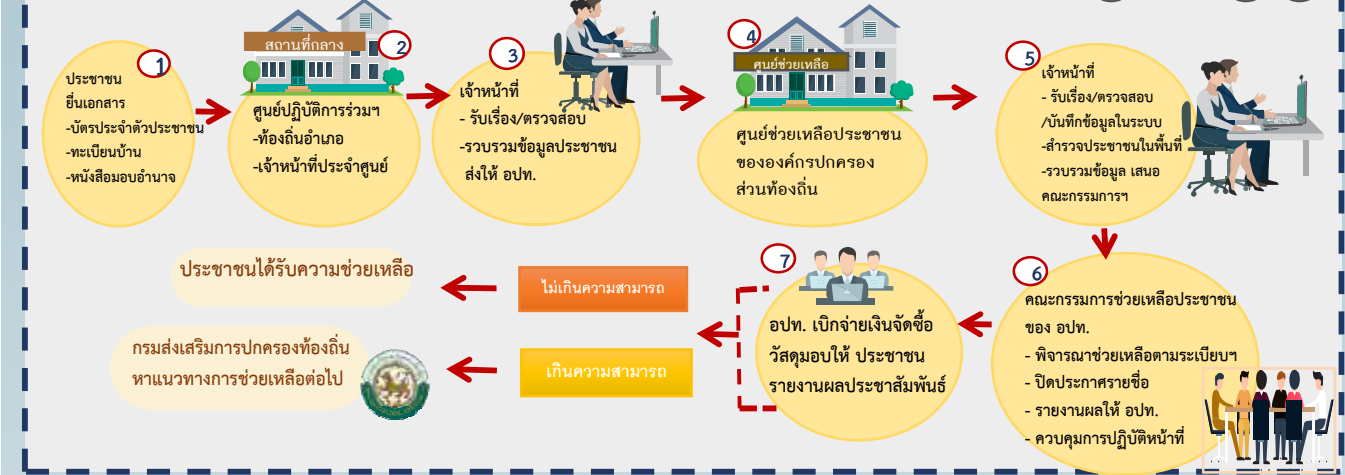 1
ประชาชน
ยื่นเอกสาร
-บัตรประจำตัวประชาชน
-ทะเบียนบ้าน
-หนังสือมอบอำนาจ
สถานที่กลาง
2
ศูนย์ปฏิบัติการร่วมฯ
-ท้องถิ่นอำเภอ
-เจ้าหน้าที่ประจำศูนย์
3
เจ้าหน้าที่
- รับเรื่อง/ตรวจสอบ
-รวบรวมข้อมูลประชาชน
ส่งให้ อปท.
4
ศูนย์ช่วยเหลือ
ศูนย์ช่วยเหลือประชาชน
ขององค์กรปกครอง
ส่วนท้องถิ่น
5
เจ้าหน้าที่
- รับเรื่อง/ตรวจสอบ
/บันทึกข้อมูลในระบบ
-สำรวจประชาชนในพื้นที่
-รวบรวมข้อมูล เสนอ
คณะกรรมการฯ
6
คณะกรรมการช่วยเหลือประชาชน
ของ อปท.
- พิจารณาช่วยเหลือตามระเบียบฯ
- ปิดประกาศรายชื่อ
- รายงานผลให้ อปท.
- ควบคุมการปฏิบัติหน้าที่
7
อปท. เบิกจ่ายเงินจัดซื้อ
วัสดุมอบให้ ประชาชน
รายงานผลประชาสัมพันธ์
ไม่เกินความสามารถ
ประชาชนได้รับความช่วยเหลือ
เกินความสามารถ
กรมส่งเสริมการปกครองท้องถิ่น
หาแนวทางการช่วยเหลือต่อไป